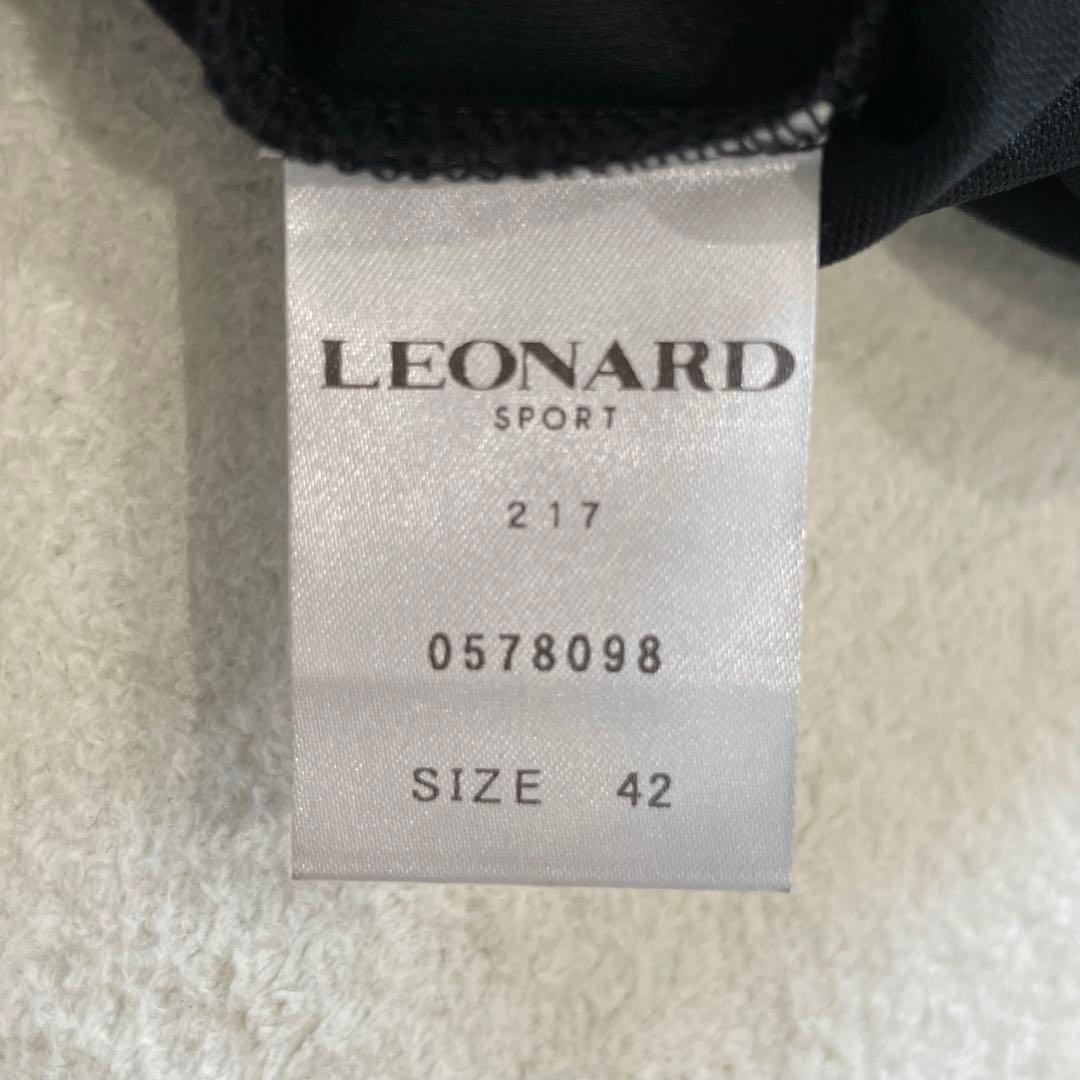 LEONARD
SPORT
217
0578098
SIZE 42